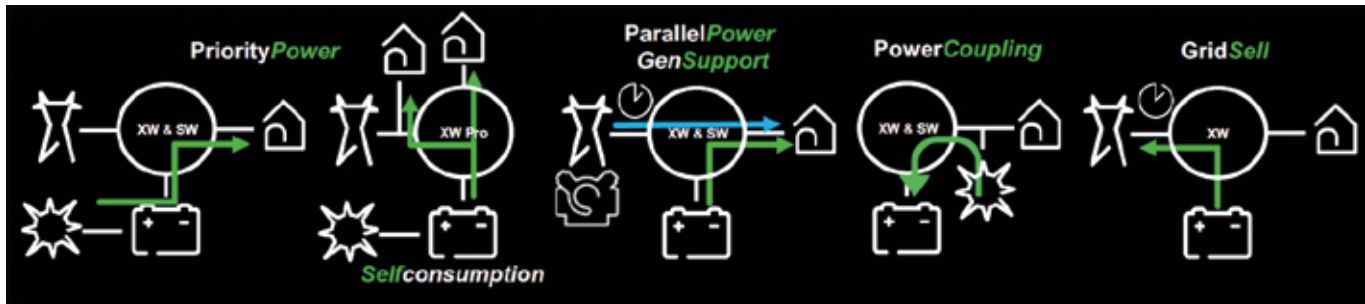 PriorityPower
XW & SW
+ -
XW Pro
+ -
Selfconsumption
ParallelPower
GenSupport
XW & SW
+ -
PowerCoupling
XW & SW
+ -
GridSell
XW
+ -